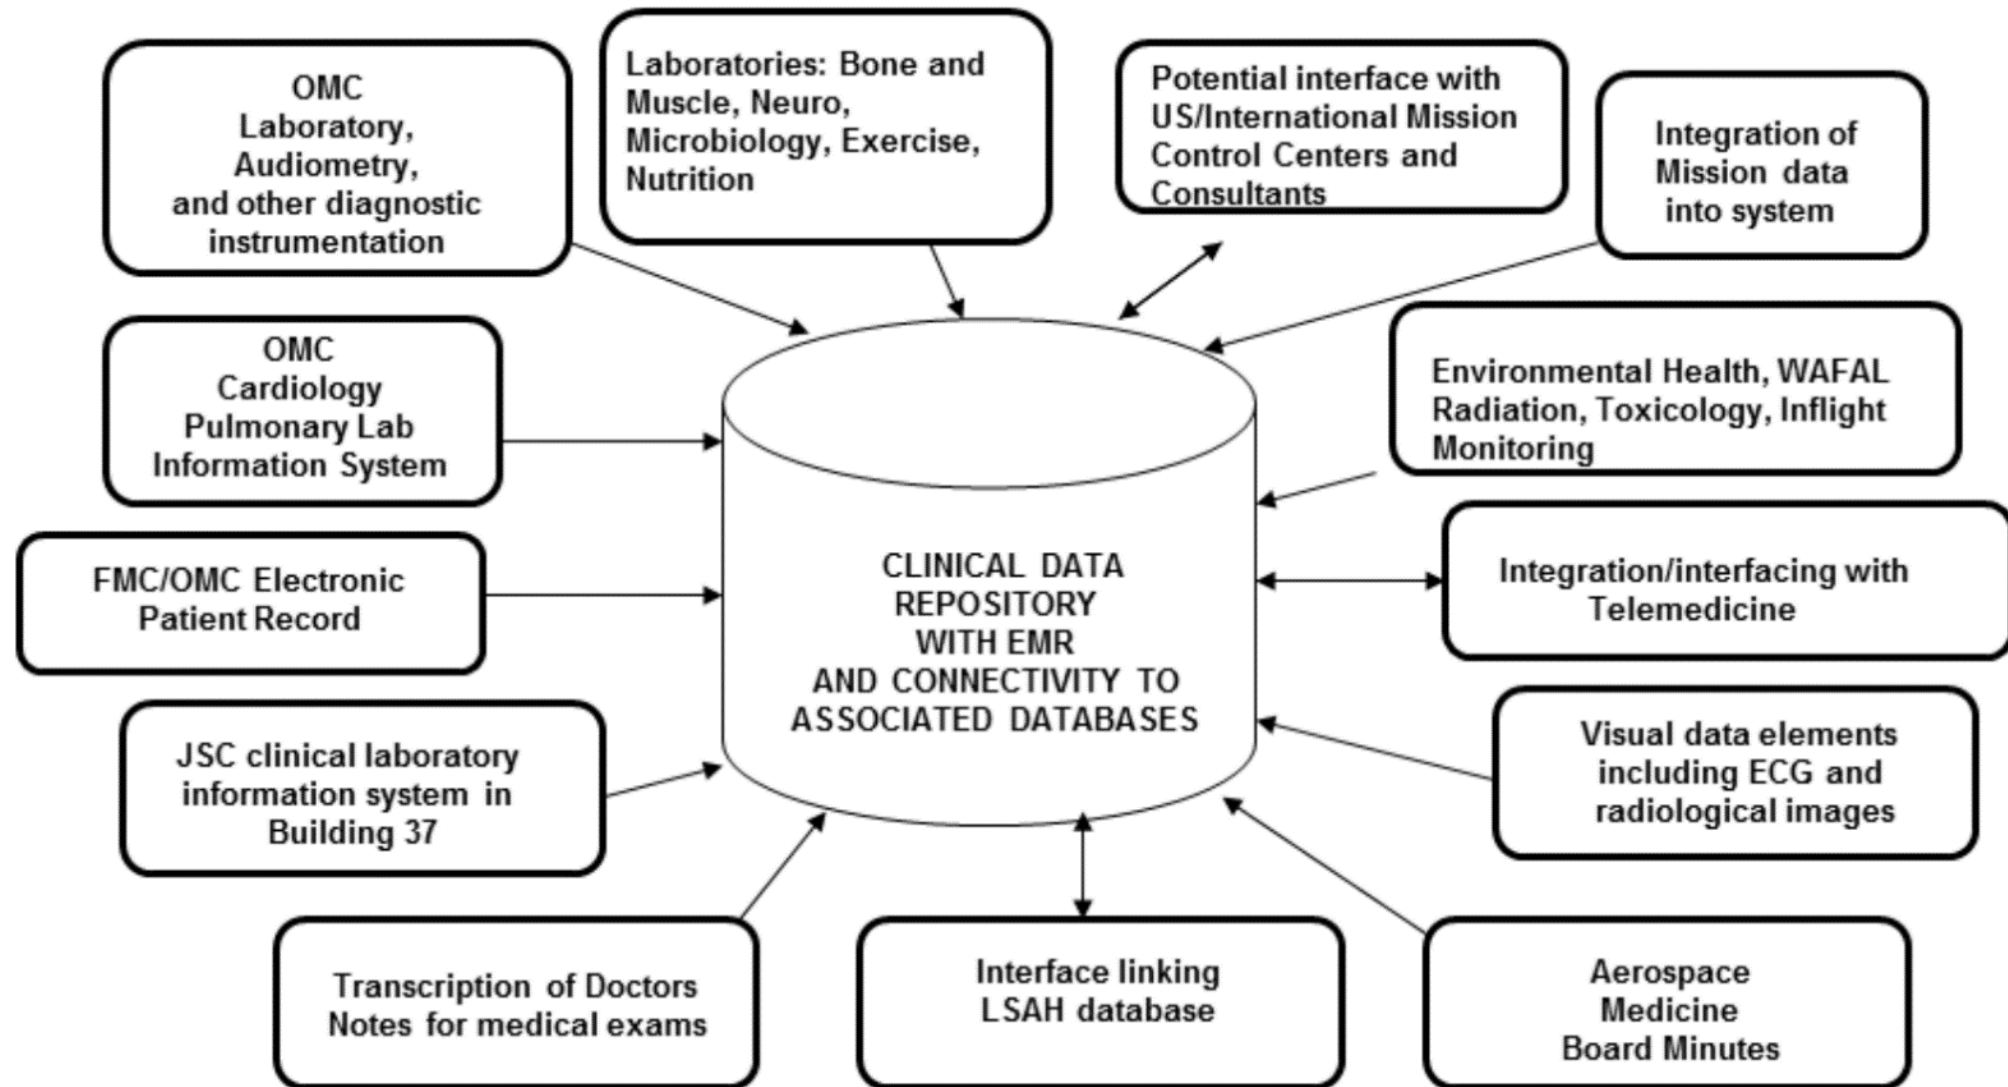 OMC
Laboratory,
Audiometry,
and other diagnostic
instrumentation
Laboratories: Bone and
Muscle, Neuro,
Microbiology, Exercise,
Nutrition
Potential interface with
US/International Mission
Control Centers and
Consultants
Integration of
Mission data
into system
OMC
Cardiology
Pulmonary Lab
Information System
Environmental Health, WAFAL
Radiation, Toxicology, Inflight
Monitoring
FMC/OMC Electronic
Patient Record
CLINICAL DATA
REPOSITORY
WITH EMR
AND CONNECTIVITY TO
ASSOCIATED DATABASES
Integration/interfacing with
Telemedicine
JSC clinical laboratory
information system in
Building 37
Visual data elements
including ECG and
radiological images
Transcription of Doctors
Notes for medical exams
Interface linking
LSAH database
Aerospace
Medicine
Board Minutes